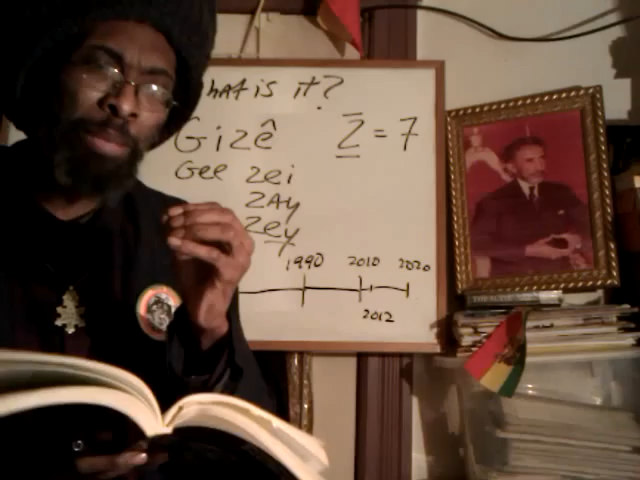 hat is it?
Gizê Z = 7
Gee zei
zay
zey
1990 2010 2020
2012